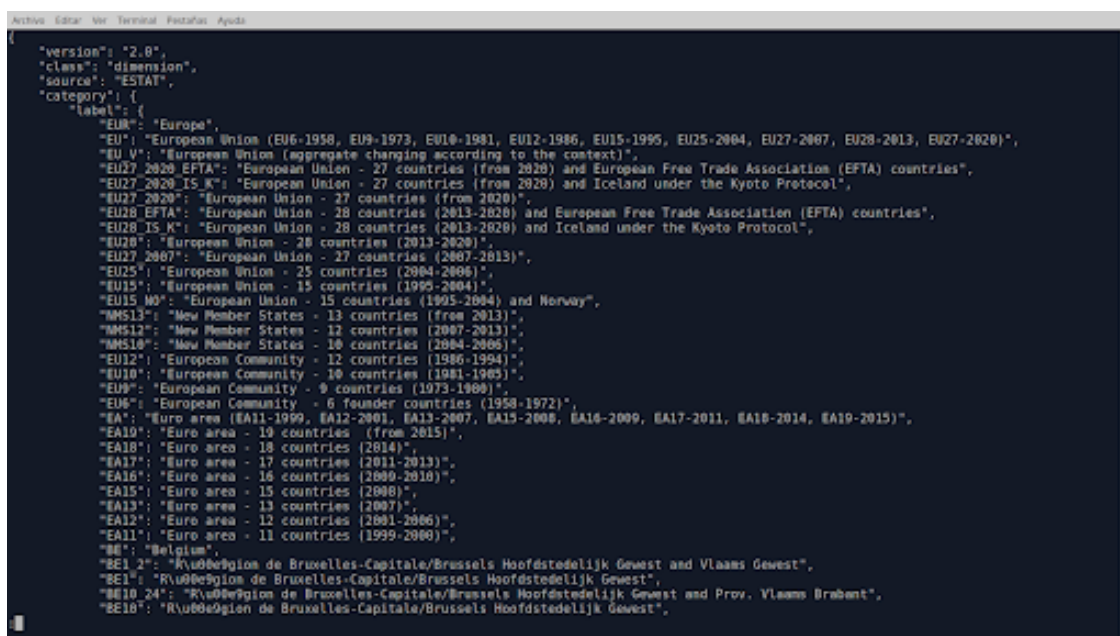 Archivo Editar Ver Terminal Pestañas Ayuda
{
"version": "2.0",
"class": "dimension",
"source": "ESTAT",
"category": {
"label": {
"EUR": "Europe",
"EU": "European Union (EU6-1958, EU9-1973, EU10-1981, EU12-1986, EU15-1995, EU25-2004, EU27-2007, EU28-2013, EU27-2020)",
"EU_V": "European Union (aggregate changing according to the context)",
"EU27_2020_EFTA": "European Union - 27 countries (from 2020) and European Free Trade Association (EFTA) countries",
"EU27_2020_IS_K": "European Union - 27 countries (from 2020) and Iceland under the Kyoto Protocol",
"EU27_2020": "European Union - 27 countries (from 2020)",
"EU28_EFTA": "European Union - 28 countries (2013-2020) and European Free Trade Association (EFTA) countries",
"EU28_IS_K": "European Union - 28 countries (2013-2020) and Iceland under the Kyoto Protocol",
"EU28": "European Union - 28 countries (2013-2020)",
"EU27_2007": "European Union - 27 countries (2007-2013)",
"EU25": "European Union - 25 countries (2004-2006)",
"EU15": "European Union - 15 countries (1995-2004)",
"EU15_NO": "European Union - 15 countries (1995-2004) and Norway",
"NMS13": "New Member States - 13 countries (from 2013)",
"NMS12": "New Member States - 12 countries (2007-2013)",
"NMS10": "New Member States - 10 countries (2004-2006)",
"EU12": "European Community - 12 countries (1986-1994)",
"EU10": "European Community - 10 countries (1981-1985)",
"EU9": "European Community - 9 countries (1973-1980)",
"EU6": "European Community - 6 founder countries (1958-1972)",
"EA": "Euro area (EA11-1999, EA12-2001, EA13-2007, EA15-2008, EA16-2009, EA17-2011, EA18-2014, EA19-2015)",
"EA19": "Euro area - 19 countries (from 2015)",
"EA18": "Euro area - 18 countries (2014)",
"EA17": "Euro area - 17 countries (2011-2013)",
"EA16": "Euro area - 16 countries (2009-2010)",
"EA15": "Euro area - 15 countries (2008)",
"EA13": "Euro area - 13 countries (2007)",
"EA12": "Euro area - 12 countries (2001-2006)",
"EA11": "Euro area - 11 countries (1999-2000)",
"BE": "Belgium",
"BE1_2": "R\u00e9gion de Bruxelles-Capitale/Brussels Hoofdstedelijk Gewest and Vlaams Gewest",
"BE1": "R\u00e9gion de Bruxelles-Capitale/Brussels Hoofdstedelijk Gewest",
"BE10_24": "R\u00e9gion de Bruxelles-Capitale/Brussels Hoofdstedelijk Gewest and Prov. Vlaams Brabant",
"BE10": "R\u00e9gion de Bruxelles-Capitale/Brussels Hoofdstedelijk Gewest",
: